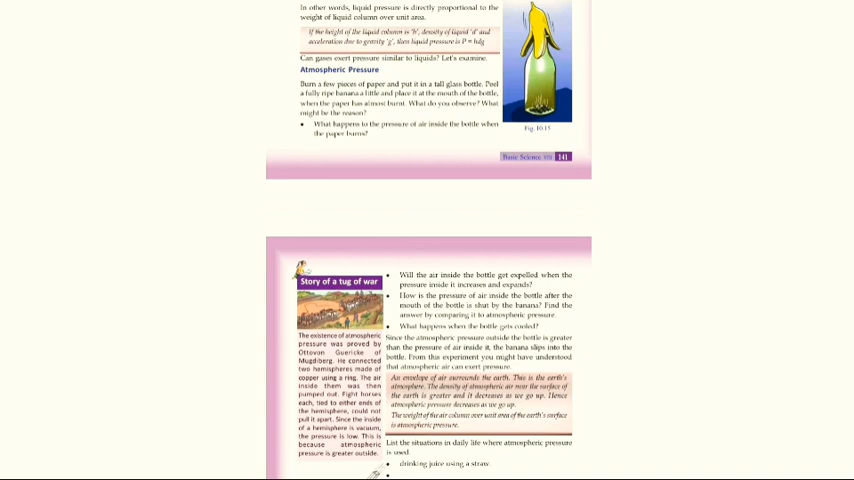 In other words, liquid pressure is directly proportional to the
weight of liquid column over unit area.
If the height of the liquid column is 'h', density of liquid 'd' and
acceleration due to gravity 'g', then liquid pressure is P = hdg
Can gases exert pressure similar to liquids? Let's examine.
Atmospheric Pressure
Burn a few pieces of paper and put it in a tall glass bottle. Peel
a fully ripe banana a little and place it at the mouth of the bottle,
when the paper has almost burnt. What do you observe? What
might be the reason?
• What happens to the pressure of air inside the bottle when
the paper burns?
Fig. 10.15
Basic Science VIII 141
Story of a tug of war
The existence of atmospheric
pressure was proved by
Ottovon Guericke of
Mugdiberg. He connected
two hemispheres made of
copper using a ring. The air
inside them was then
pumped out. Eight horses
each, tied to either ends of
the hemisphere, could not
pull it apart. Since the inside
of a hemisphere is vacuum,
the pressure is low. This is
because atmospheric
pressure is greater outside.
• Will the air inside the bottle get expelled when the
pressure inside it increases and expands?
• How is the pressure of air inside the bottle after the
mouth of the bottle is shut by the banana? Find the
answer by comparing it to atmospheric pressure.
• What happens when the bottle gets cooled?
Since the atmospheric pressure outside the bottle is greater
than the pressure of air inside it, the banana slips into the
bottle. From this experiment you might have understood
that atmospheric air can exert pressure.
An envelope of air surrounds the earth. This is the earth's
atmosphere. The density of atmospheric air near the surface of
the earth is greater and it decreases as we go up. Hence
atmospheric pressure decreases as we go up.
The weight of the air column over unit area of the earth's surface
is atmospheric pressure.
List the situations in daily life where atmospheric pressure
is used.
• drinking juice using a straw.
•